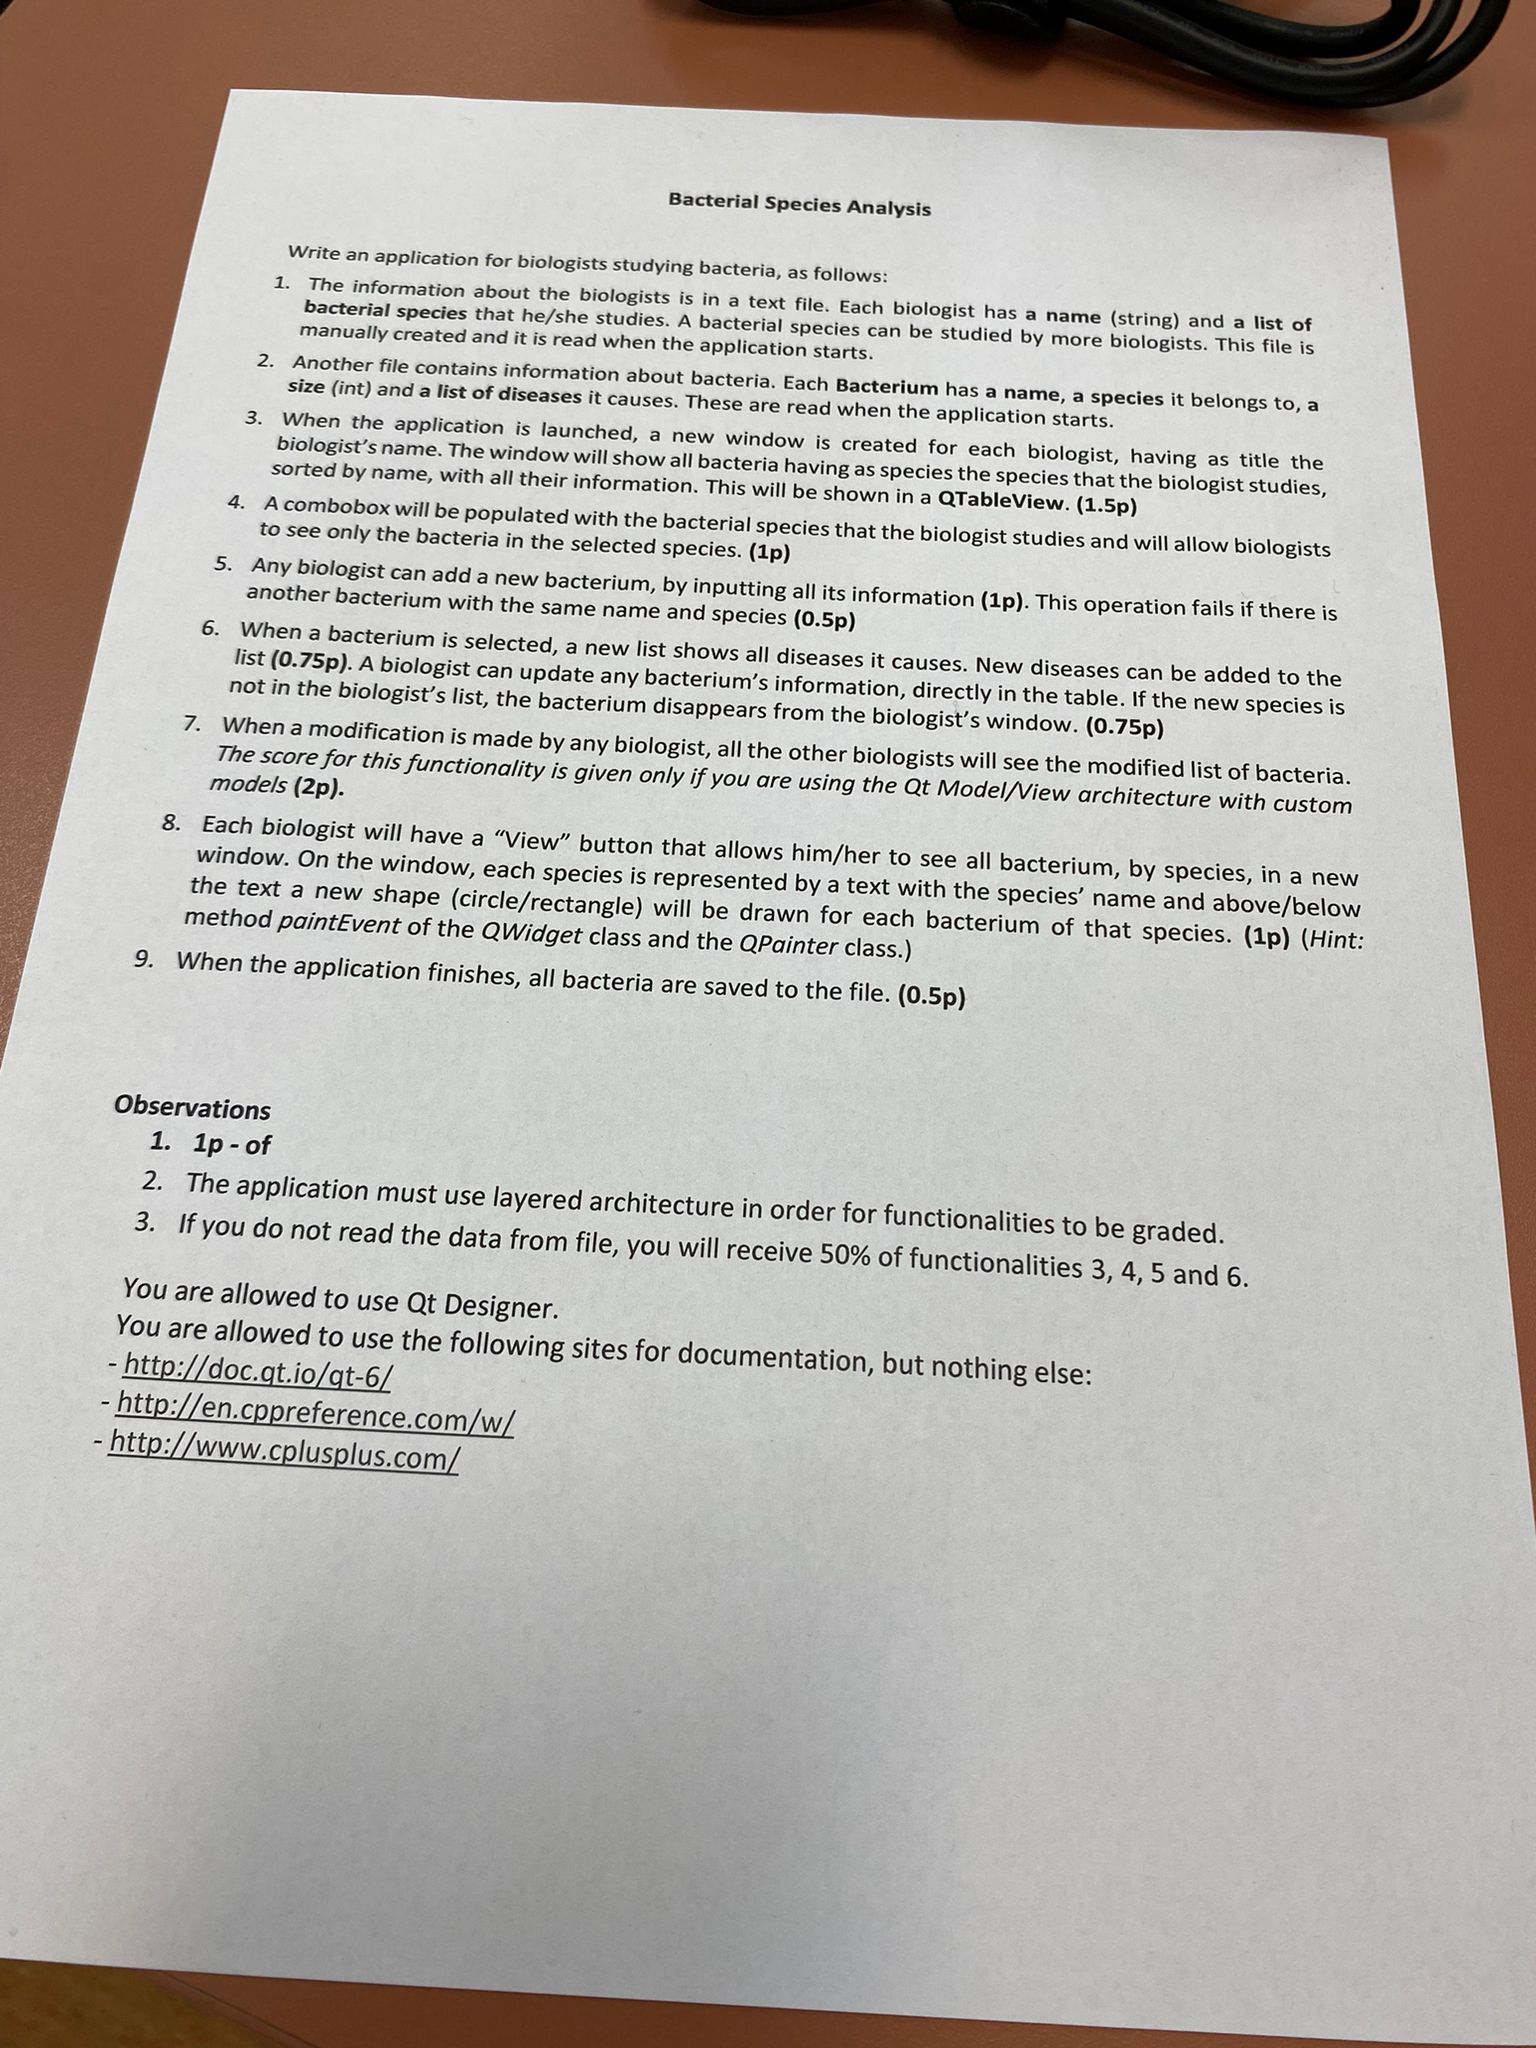 Bacterial Species Analysis
Write an application for biologists studying bacteria, as follows:
1. The information about the biologists is in a text file. Each biologist has a name (string) and a list of
bacterial species that he/she studies. A bacterial species can be studied by more biologists. This file is
manually created and it is read when the application starts.
2. Another file contains information about bacteria. Each Bacterium has a name, a species it belongs to, a
size (int) and a list of diseases it causes. These are read when the application starts.
3. When the application is launched, a new window is created for each biologist, having as title the
biologist's name. The window will show all bacteria having as species the species that the biologist studies,
sorted by name, with all their information. This will be shown in a QTableView. (1.5p)
4. A combobox will be populated with the bacterial species that the biologist studies and will allow biologists
to see only the bacteria in the selected species. (1p)
5. Any biologist can add a new bacterium, by inputting all its information (1p). This operation fails if there is
another bacterium with the same name and species (0.5p)
6. When a bacterium is selected, a new list shows all diseases it causes. New diseases can be added to the
list (0.75p). A biologist can update any bacterium's information, directly in the table. If the new species is
not in the biologist's list, the bacterium disappears from the biologist's window. (0.75p)
7. When a modification is made by any biologist, all the other biologists will see the modified list of bacteria.
The score for this functionality is given only if you are using the Qt Model/View architecture with custom
models (2p).
8. Each biologist will have a "View" button that allows him/her to see all bacterium, by species, in a new
window. On the window, each species is represented by a text with the species' name and above/below
the text a new shape (circle/rectangle) will be drawn for each bacterium of that species. (1p) (Hint:
method paintEvent of the QWidget class and the QPainter class.)
9. When the application finishes, all bacteria are saved to the file. (0.5p)
Observations
1. 1p - of
2. The application must use layered architecture in order for functionalities to be graded.
3. If you do not read the data from file, you will receive 50% of functionalities 3, 4, 5 and 6.
You are allowed to use Qt Designer.
You are allowed to use the following sites for documentation, but nothing else:
- http://doc.qt.io/qt-6/
- http://en.cppreference.com/w/
- http://www.cplusplus.com/